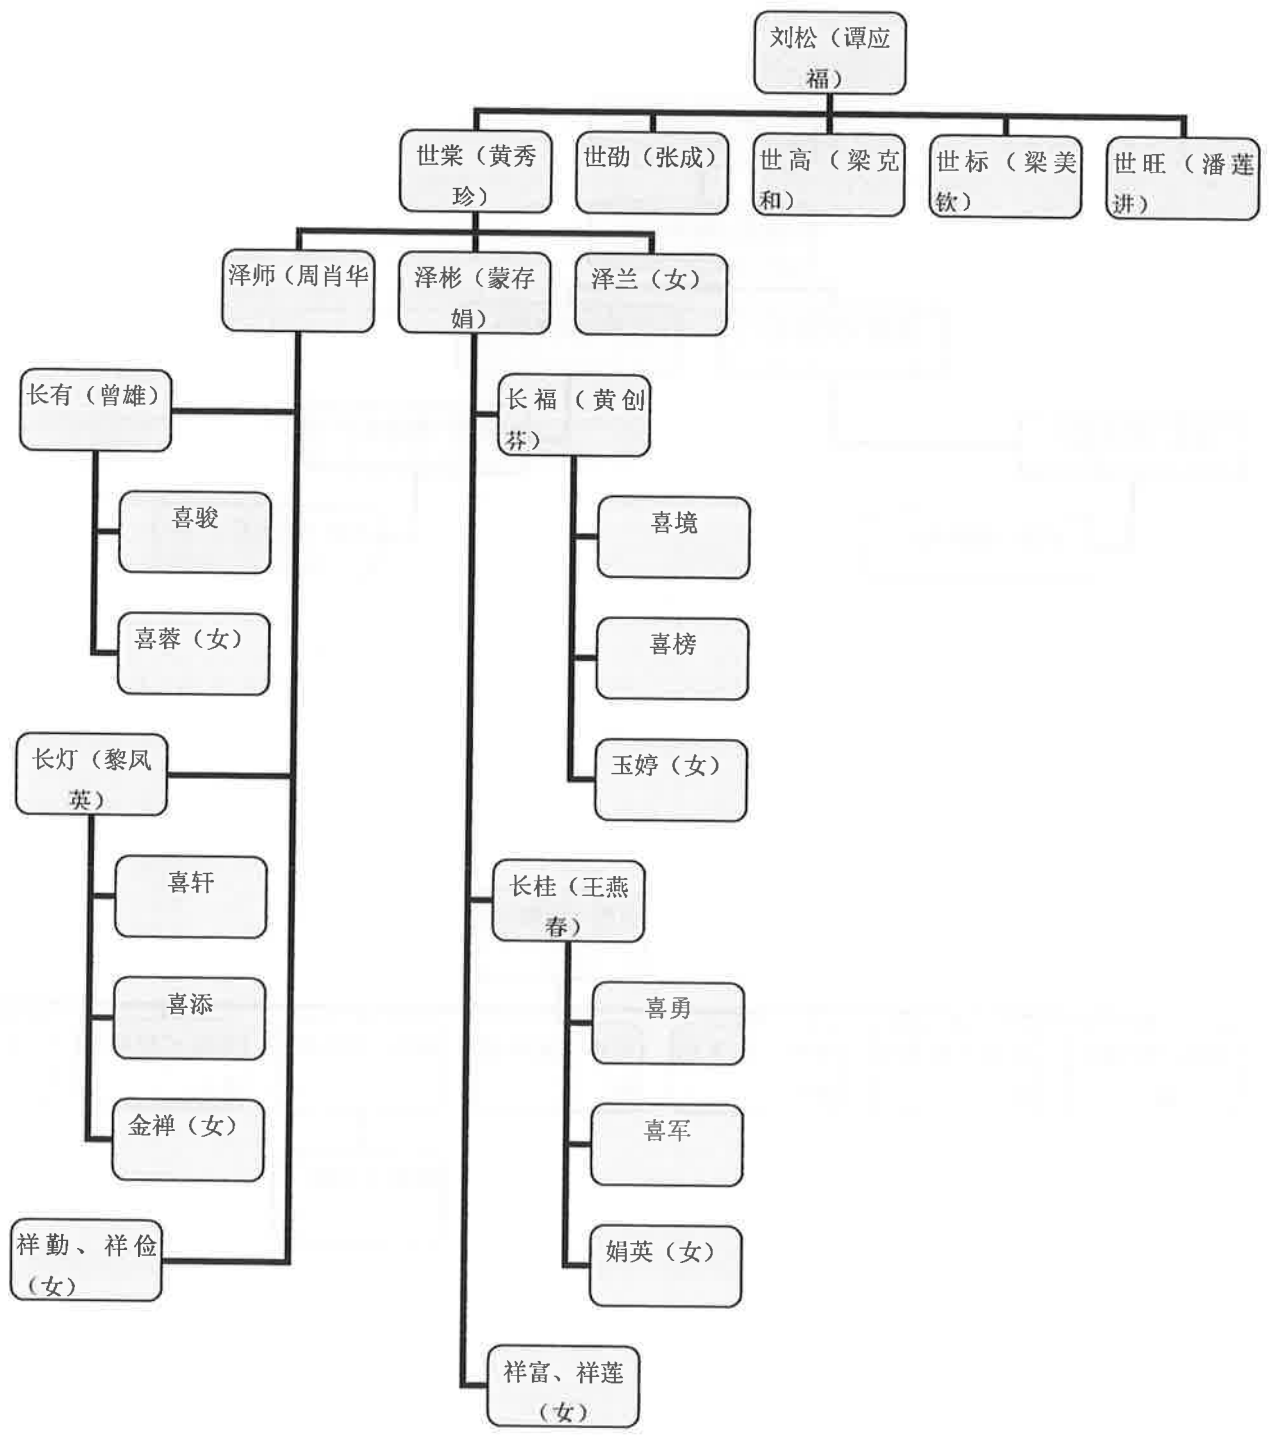 刘松（谭应
福）
世棠（黄秀
珍）
世劭（张成）
世高（梁克
和）
世标（梁美
钦）
世旺（潘莲
进）
泽师（周肖华
泽彬（蒙存
娟）
泽兰（女）
长有（曾雄）
喜骏
喜蓉（女）
长灯（黎凤
英）
喜轩
喜添
金禅（女）
祥勤、祥俭
（女）
长福（黄创
芬）
喜境
喜榜
玉婷（女）
长桂（王燕
春）
喜勇
喜军
娟英（女）
祥富、祥莲
（女）